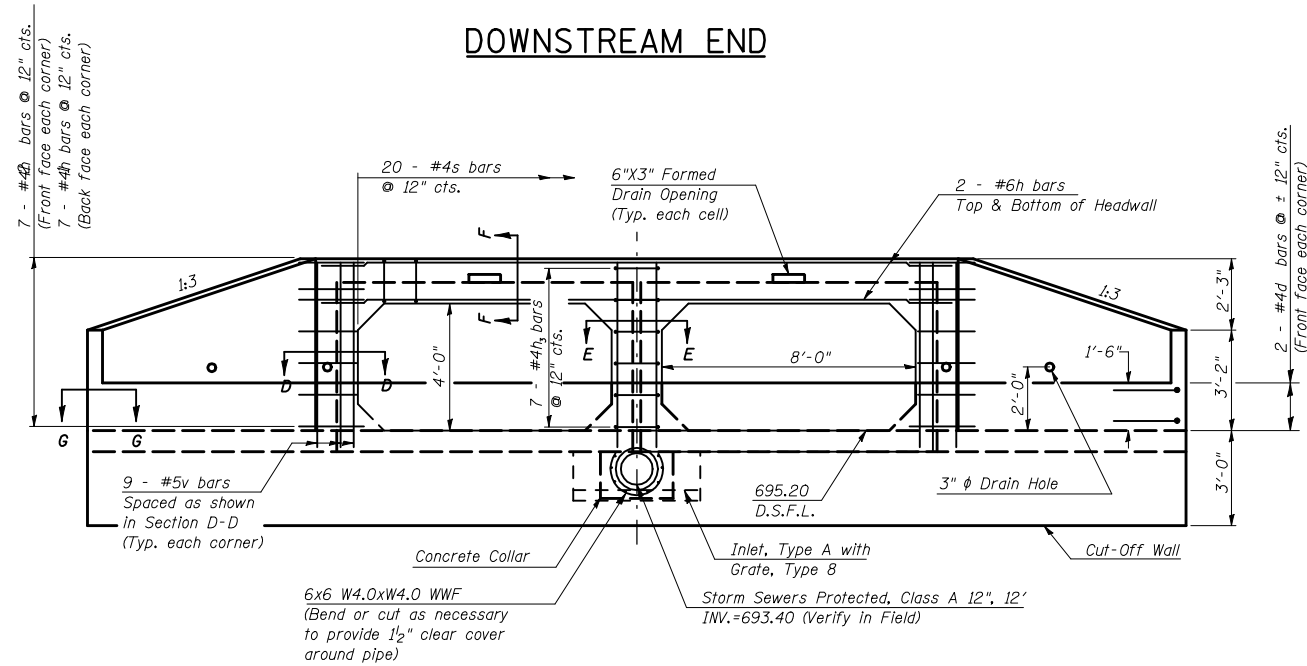 DOWNSTREAM END
7 - #4h bars @ 12" cts.
(Front face each corner)
7 - #4h bars @ 12" cts.
(Back face each corner)
20 - #4s bars
@ 12" cts.
6"X3" Formed
Drain Opening
(Typ. each cell)
2 - #6h bars
Top & Bottom of Headwall
2 - #4d bars @ ± 12" cts.
(Front face each corner)
F
F
1:3
1:3
2'-3"
E
E
D
D
4'-0"
7 - #4h, bars
@ 12" cts.
8'-0"
2'-0"
1'-6"
3'-2"
G
G
3'-0"
9 - #5v bars
Spaced as shown
in Section D-D
(Typ. each corner)
695.20
D.S.F.L.
3" ϕ Drain Hole
Concrete Collar
Inlet, Type A with
Grate, Type 8
Cut-Off Wall
6x6 W4.0xW4.0 WWF
(Bend or cut as necessary
to provide 1½" clear cover
around pipe)
Storm Sewers Protected, Class A 12", 12'
INV.=693.40 (Verify in Field)